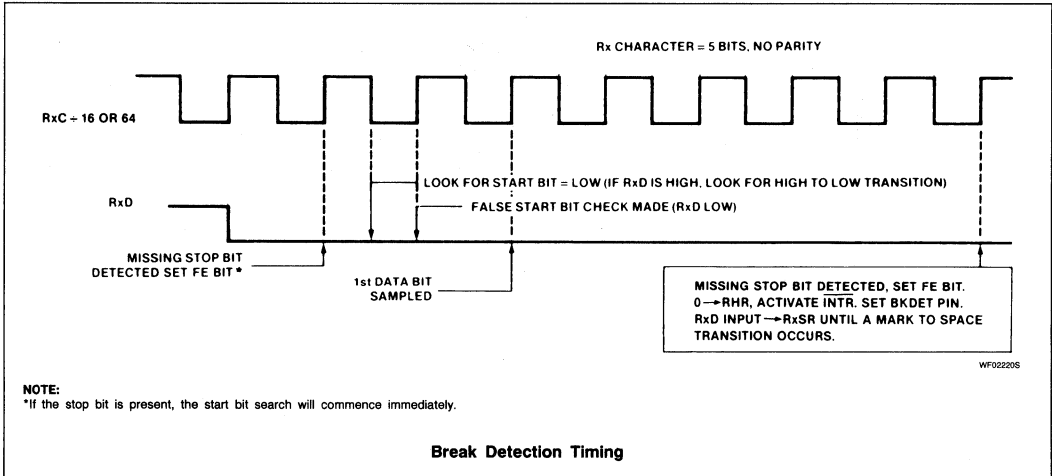 Rx CHARACTER = 5 BITS, NO PARITY
RxC ÷ 16 OR 64
LOOK FOR START BIT = LOW (IF RxD IS HIGH, LOOK FOR HIGH TO LOW TRANSITION)
RxD
FALSE START BIT CHECK MADE (RxD LOW)
MISSING STOP BIT
DETECTED SET FE BIT*
1st DATA BIT
SAMPLED
MISSING STOP BIT DETECTED, SET FE BIT.
0→RHR, ACTIVATE I̅N̅T̅R̅. SET BKDET PIN.
RxD INPUT→RxSR UNTIL A MARK TO SPACE
TRANSITION OCCURS.
WF02220S
NOTE:
*If the stop bit is present, the start bit search will commence immediately.
Break Detection Timing